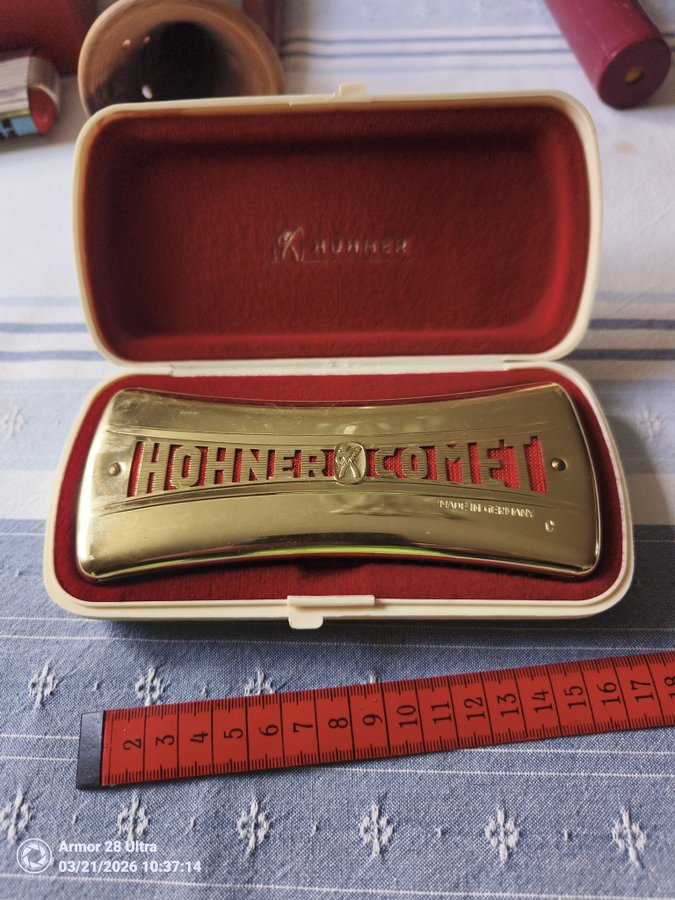 HOHNER
HOHNER COMET
MADE IN GERMANY
C
2 3 4 5 6 7 8 9 10 11 12 13 14 15 16 17 18
Armor 28 Ultra
03/21/2026 10:37:14